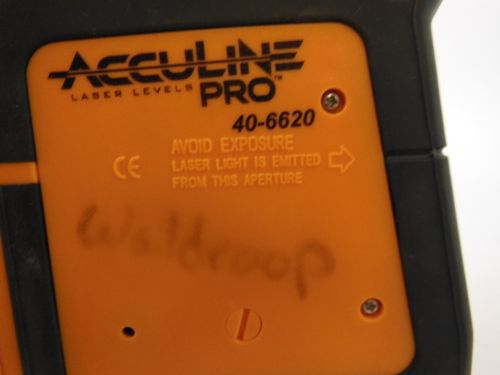 ACCULINE
LASER LEVELS PRO™
40-6620
AVOID EXPOSURE
CE LASER LIGHT IS EMITTED
FROM THIS APERTURE
Waldroop